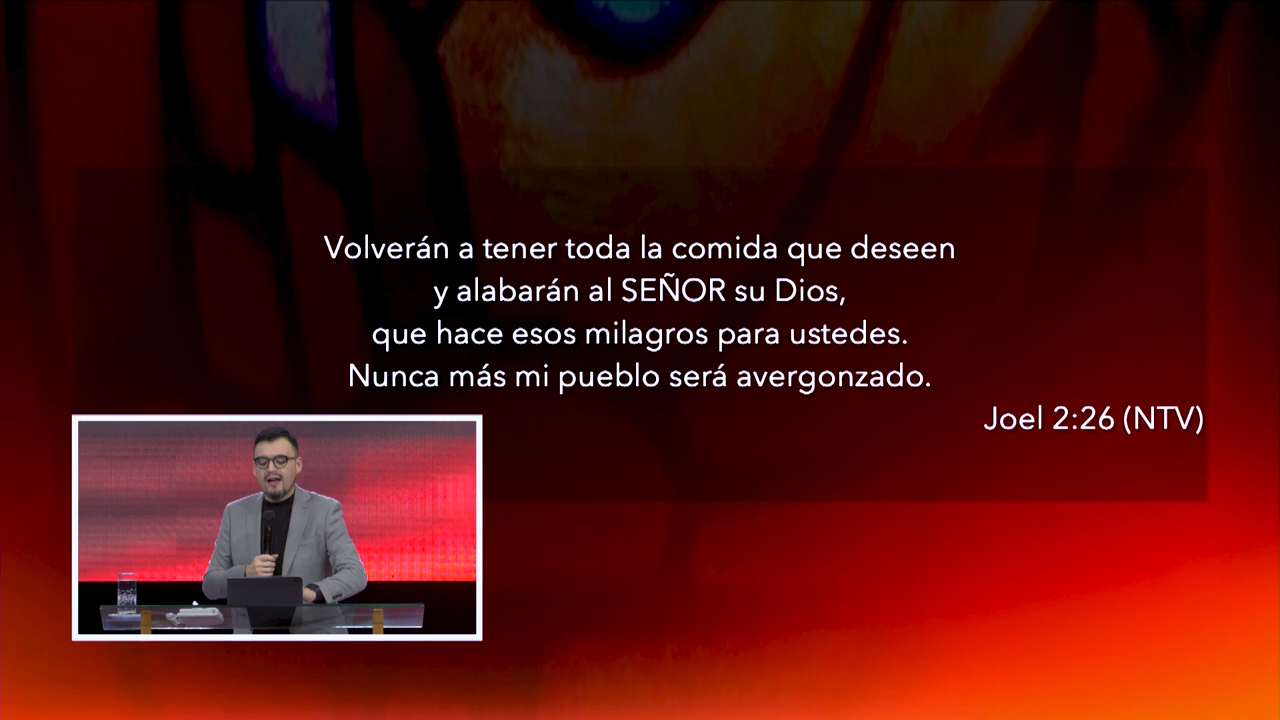 Volverán a tener toda la comida que deseen
y alabarán al SEÑOR su Dios,
que hace esos milagros para ustedes.
Nunca más mi pueblo será avergonzado.
Joel 2:26 (NTV)